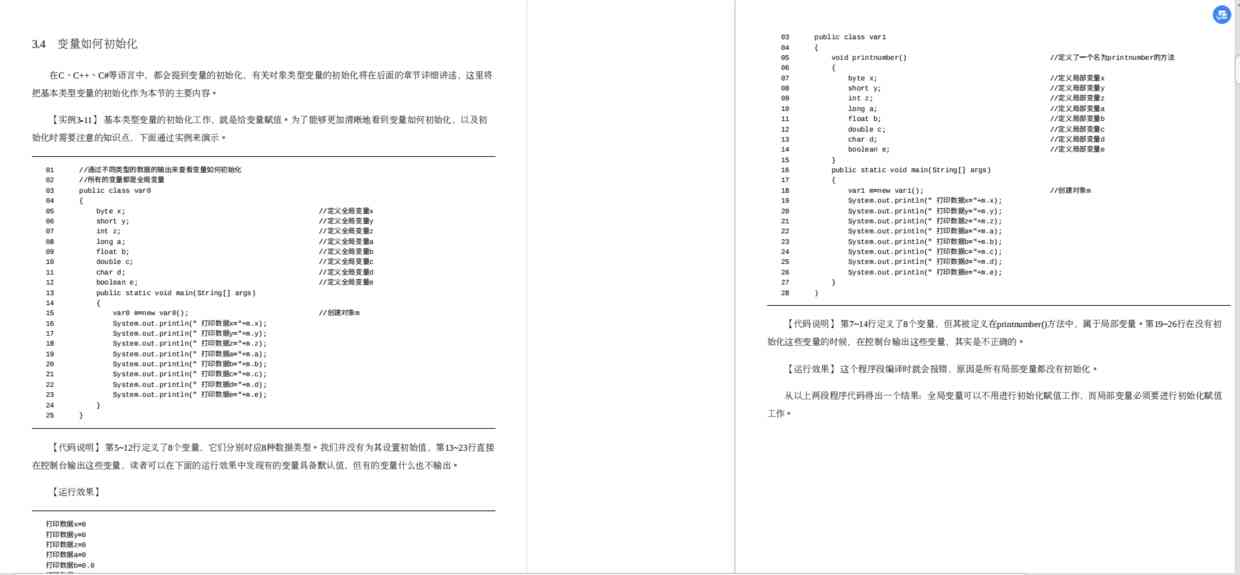 3.4 变量如何初始化
在C、C++、C#等语言中，都会提到变量的初始化，有关对象类型变量的初始化将在后面的章节详细讲述，这里将
把基本类型变量的初始化作为本节的主要内容。
【实例3-11】 基本类型变量的初始化工作，就是给变量赋值。为了能够更加清晰地看到变量如何初始化，以及初
始化时需要注意的知识点，下面通过实例来演示。
01 //通过不同类型的数据的输出来查看变量如何初始化
02 //所有的变量都是全局变量
03 public class var0
04 {
05 byte x; //定义全局变量x
06 short y; //定义全局变量y
07 int z; //定义全局变量z
08 long a; //定义全局变量a
09 float b; //定义全局变量b
10 double c; //定义全局变量c
11 char d; //定义全局变量d
12 boolean e; //定义全局变量e
13 public static void main(String[] args)
14 {
15 var0 m=new var0(); //创建对象m
16 System.out.println(" 打印数据x="+m.x);
17 System.out.println(" 打印数据y="+m.y);
18 System.out.println(" 打印数据z="+m.z);
19 System.out.println(" 打印数据a="+m.a);
20 System.out.println(" 打印数据b="+m.b);
21 System.out.println(" 打印数据c="+m.c);
22 System.out.println(" 打印数据d="+m.d);
23 System.out.println(" 打印数据e="+m.e);
24 }
25 }
【代码说明】 第5~12行定义了8个变量，它们分别对应8种数据类型。我们并没有为其设置初始值，第13~23行直接
在控制台输出这些变量，读者可以在下面的运行效果中发现有的变量具备默认值，但有的变量什么也不输出。
【运行效果】
打印数据x=0
打印数据y=0
打印数据z=0
打印数据a=0
打印数据b=0.0
03 public class var1
04 {
05 void printnumber() //定义了一个名为printnumber的方法
06 {
07 byte x; //定义局部变量x
08 short y; //定义局部变量y
09 int z; //定义局部变量z
10 long a; //定义局部变量a
11 float b; //定义局部变量b
12 double c; //定义局部变量c
13 char d; //定义局部变量d
14 boolean e; //定义局部变量e
15 }
16 public static void main(String[] args)
17 {
18 var1 m=new var1(); //创建对象m
19 System.out.println(" 打印数据x="+m.x);
20 System.out.println(" 打印数据y="+m.y);
21 System.out.println(" 打印数据z="+m.z);
22 System.out.println(" 打印数据a="+m.a);
23 System.out.println(" 打印数据b="+m.b);
24 System.out.println(" 打印数据c="+m.c);
25 System.out.println(" 打印数据d="+m.d);
26 System.out.println(" 打印数据e="+m.e);
27 }
28 }
【代码说明】 第7~14行定义了8个变量，但其被定义在printnumber()方法中，属于局部变量。第19~26行在没有初
始化这些变量的时候，在控制台输出这些变量，其实是不正确的。
【运行效果】 这个程序段编译时就会报错，原因是所有局部变量都没有初始化。
从以上两段程序代码得出一个结果：全局变量可以不用进行初始化赋值工作，而局部变量必须要进行初始化赋值
工作。